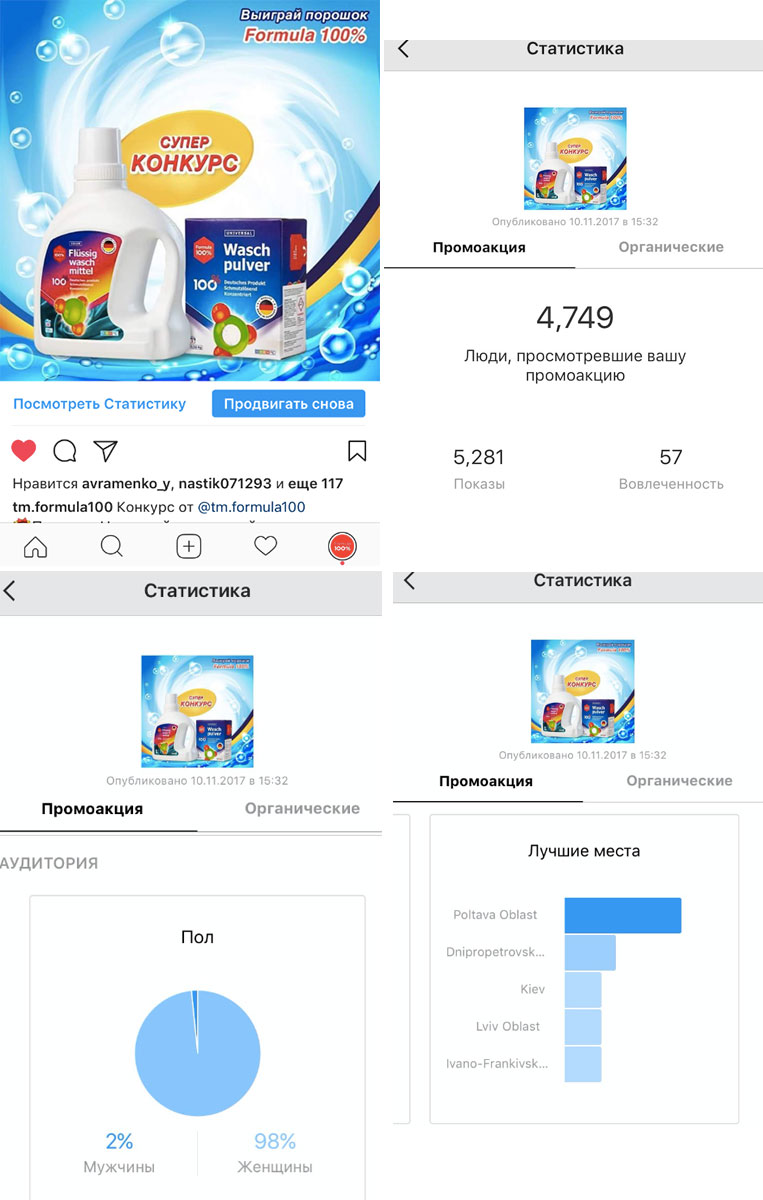 Выиграй порошок
Formula 100%
СУПЕР
КОНКУРС
Flüssig
wasch
mittel
100
UNIVERSAL
Formula
100%
Wasch
pulver
100
Deutsches Produkt
Schmutzlösend
Konzentriert
Посмотреть Статистику
Продвигать снова
Нравится avramenko_y, nastik071293 и еще 117
tm.formula100 Конкурс от @tm.formula100
Статистика
Опубликовано 10.11.2017 в 15:32
Промоакция
Органические
4,749
Люди, просмотревшие вашу
промоакцию
5,281
57
Показы
Вовлеченность
Статистика
Опубликовано 10.11.2017 в 15:32
Промоакция
Органические
АУДИТОРИЯ
Пол
2%
98%
Мужчины
Женщины
Статистика
Опубликовано 10.11.2017 в 15:32
Промоакция
Органические
Лучшие места
Poltava Oblast
Dnipropetrovsk...
Kiev
Lviv Oblast
Ivano-Frankivsk...